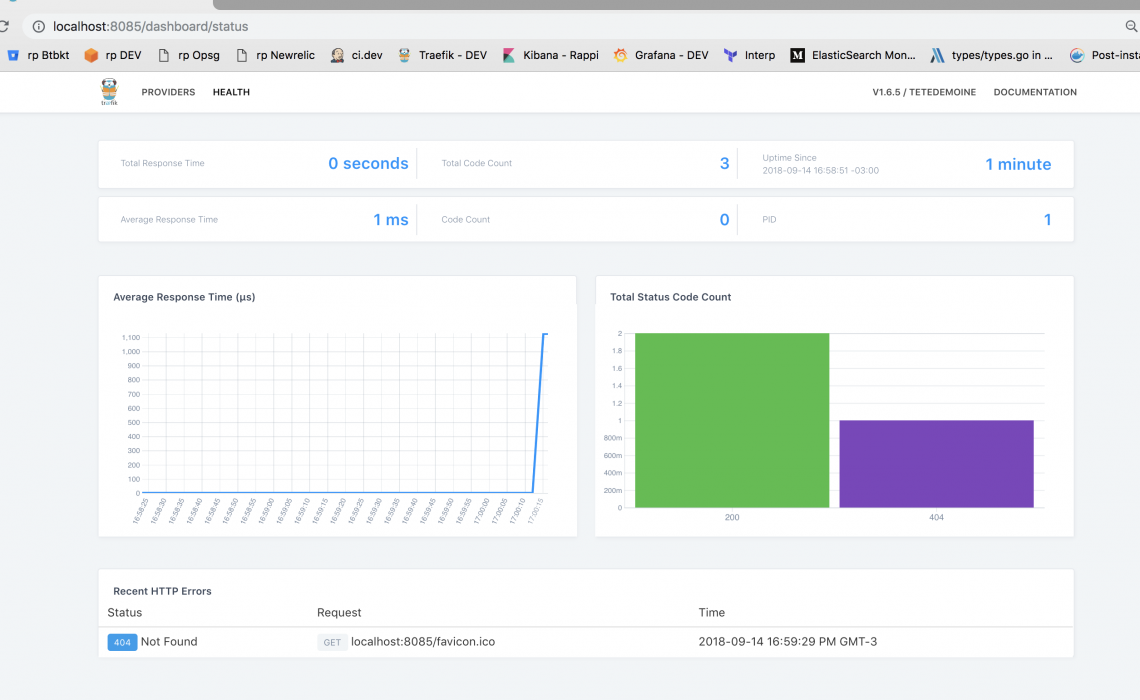 localhost:8085/dashboard/status
rp Btbkt rp DEV rp Opsg rp Newrelic ci.dev Traefik - DEV Kibana - Rappi Grafana - DEV Interp M ElasticSearch Mon... types/types.go in ... Post-insta
træfik PROVIDERS HEALTH V1.6.5 / TETEDEMOINE DOCUMENTATION
Total Response Time 0 seconds Total Code Count 3 Uptime Since 1 minute
2018-09-14 16:58:51 -03:00
Average Response Time 1 ms Code Count 0 PID 1
Average Response Time (µs)
1,100
1,000
900
800
700
600
500
400
300
200
100
0
16:58:25 16:58:30 16:58:35 16:58:40 16:58:45 16:58:50 16:58:55 16:59:00 16:59:05 16:59:10 16:59:15 16:59:20 16:59:25 16:59:30 16:59:35 16:59:40 16:59:45 16:59:50 16:59:55 17:00:00 17:00:05 17:00:10 17:00:15
Total Status Code Count
2
1.8
1.6
1.4
1.2
1
800m
600m
400m
200m
0
200 404
Recent HTTP Errors
Status Request Time
404 Not Found GET localhost:8085/favicon.ico 2018-09-14 16:59:29 PM GMT-3